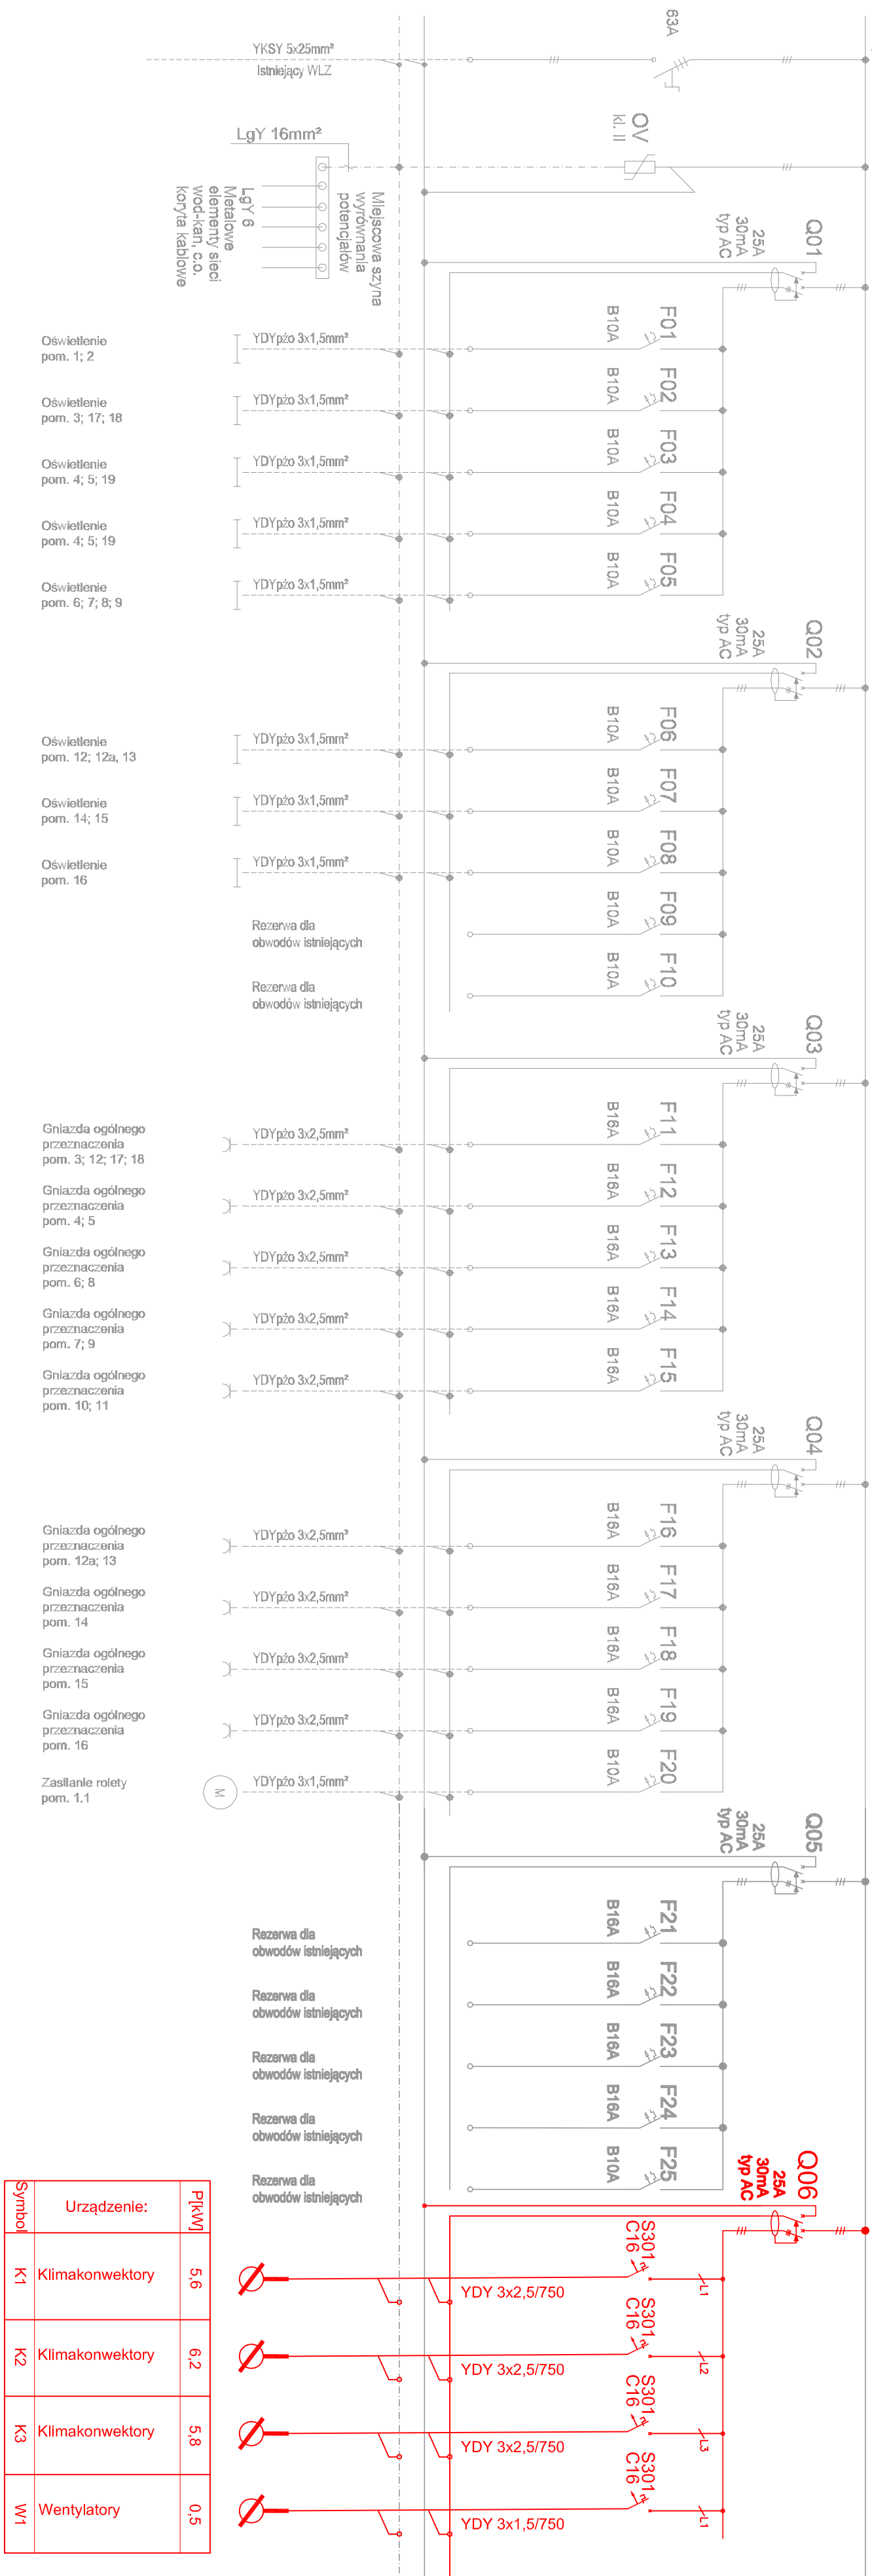 63A
YKSY 5x25mm²
Istniejący WLZ
OV
kl. II
LgY 16mm²
Miejscowa szyna
wyrównania
potencjałów
LgY 6
Metalowe
elementy sieci
wod-kan, c.o.
koryta kablowe
Q01
25A
30mA
typ AC
F01
B10A
YDYpżo 3x1,5mm²
Oświetlenie
pom. 1; 2
F02
B10A
YDYpżo 3x1,5mm²
Oświetlenie
pom. 3; 17; 18
F03
B10A
YDYpżo 3x1,5mm²
Oświetlenie
pom. 4; 5; 19
F04
B10A
YDYpżo 3x1,5mm²
Oświetlenie
pom. 4; 5; 19
F05
B10A
YDYpżo 3x1,5mm²
Oświetlenie
pom. 6; 7; 8; 9
Q02
25A
30mA
typ AC
F06
B10A
YDYpżo 3x1,5mm²
Oświetlenie
pom. 12; 12a, 13
F07
B10A
YDYpżo 3x1,5mm²
Oświetlenie
pom. 14; 15
F08
B10A
YDYpżo 3x1,5mm²
Oświetlenie
pom. 16
F09
B10A
Rezerwa dla
obwodów istniejących
F10
B10A
Rezerwa dla
obwodów istniejących
Q03
25A
30mA
typ AC
F11
B16A
YDYpżo 3x2,5mm²
Gniazda ogólnego
przeznaczenia
pom. 3; 12; 17; 18
F12
B16A
YDYpżo 3x2,5mm²
Gniazda ogólnego
przeznaczenia
pom. 4; 5
F13
B16A
YDYpżo 3x2,5mm²
Gniazda ogólnego
przeznaczenia
pom. 6; 8
F14
B16A
YDYpżo 3x2,5mm²
Gniazda ogólnego
przeznaczenia
pom. 7; 9
F15
B16A
YDYpżo 3x2,5mm²
Gniazda ogólnego
przeznaczenia
pom. 10; 11
Q04
25A
30mA
typ AC
F16
B16A
YDYpżo 3x2,5mm²
Gniazda ogólnego
przeznaczenia
pom. 12a; 13
F17
B16A
YDYpżo 3x2,5mm²
Gniazda ogólnego
przeznaczenia
pom. 14
F18
B16A
YDYpżo 3x2,5mm²
Gniazda ogólnego
przeznaczenia
pom. 15
F19
B16A
YDYpżo 3x2,5mm²
Gniazda ogólnego
przeznaczenia
pom. 16
F20
B10A
YDYpżo 3x1,5mm²
M
Zasilanie rolety
pom. 1.1
Q05
25A
30mA
typ AC
F21
B16A
Rezerwa dla
obwodów istniejących
F22
B16A
Rezerwa dla
obwodów istniejących
F23
B16A
Rezerwa dla
obwodów istniejących
F24
B16A
Rezerwa dla
obwodów istniejących
F25
B10A
Rezerwa dla
obwodów istniejących
Q06
25A
30mA
typ AC
Symbol
Urządzenie:
P[kW]
L1
S301
C16
YDY 3x2,5/750
K1
Klimakonwektory
5,6
L2
S301
C16
YDY 3x2,5/750
K2
Klimakonwektory
6,2
L3
S301
C16
YDY 3x2,5/750
K3
Klimakonwektory
5,8
L1
S301
C16
YDY 3x1,5/750
W1
Wentylatory
0,5